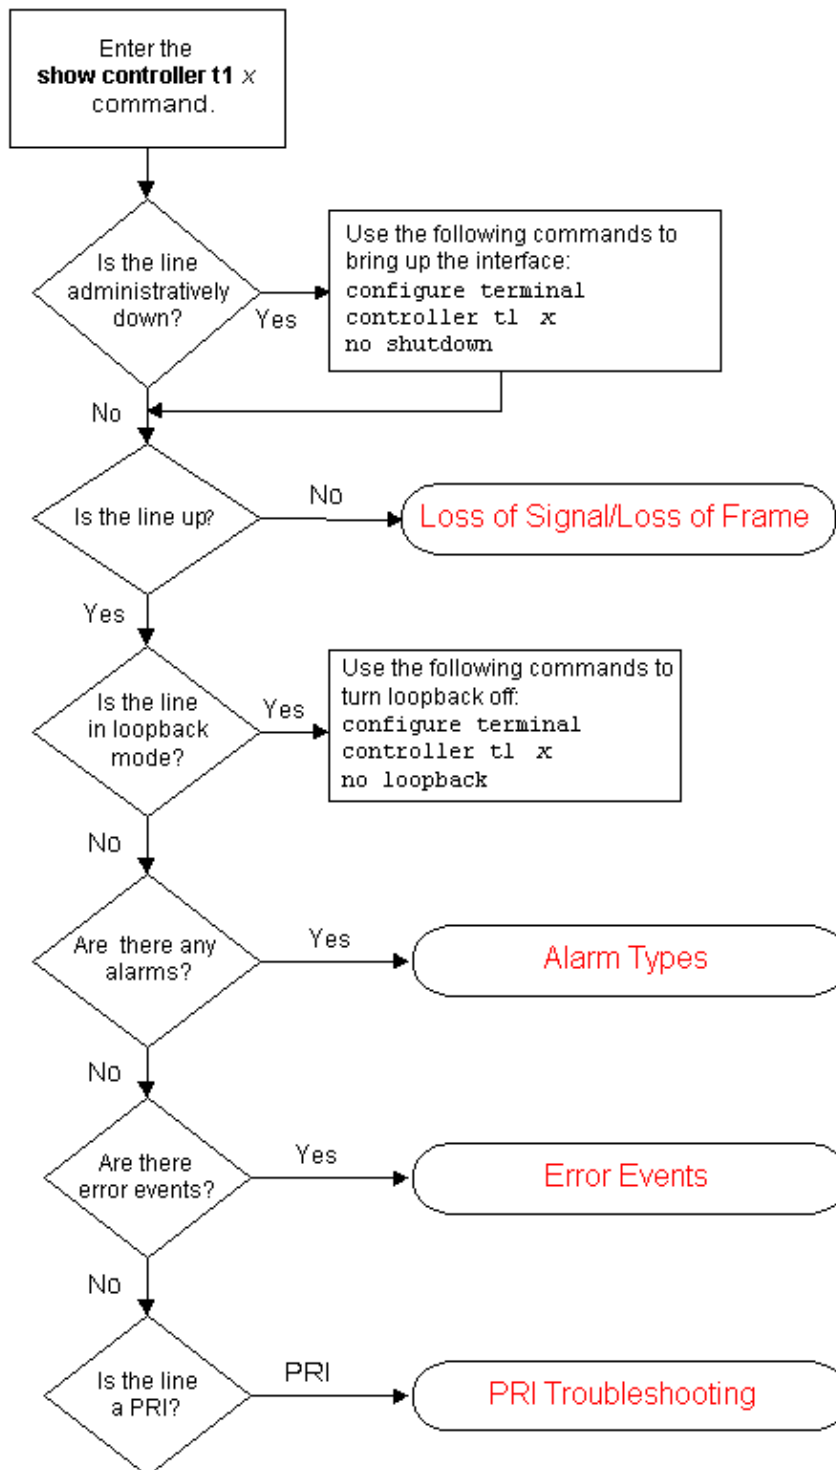 Enter the
show controller t1 x
command.
Is the line
administratively
down?
Yes
Use the following commands to
bring up the interface:
configure terminal
controller tl x
no shutdown
No
Is the line up?
No
Loss of Signal/Loss of Frame
Yes
Is the line
in loopback
mode?
Yes
Use the following commands to
turn loopback off:
configure terminal
controller tl x
no loopback
No
Are there any
alarms?
Yes
Alarm Types
No
Are there
error events?
Yes
Error Events
No
Is the line
a PRI?
PRI
PRI Troubleshooting